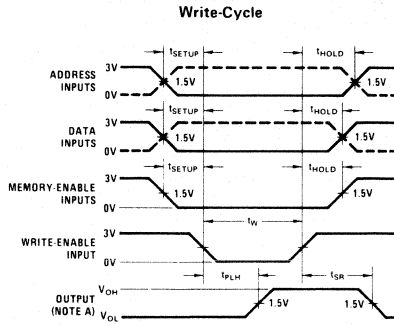 Write-Cycle
tSETUP tHOLD
ADDRESS INPUTS 3V 0V 1.5V 1.5V
tSETUP tHOLD
DATA INPUTS 3V 0V 1.5V 1.5V
tSETUP tHOLD
MEMORY-ENABLE INPUTS 3V 0V 1.5V 1.5V
tW
WRITE-ENABLE INPUT 3V 0V
tPLH tSR
OUTPUT (NOTE A) VOH VOL 1.5V 1.5V